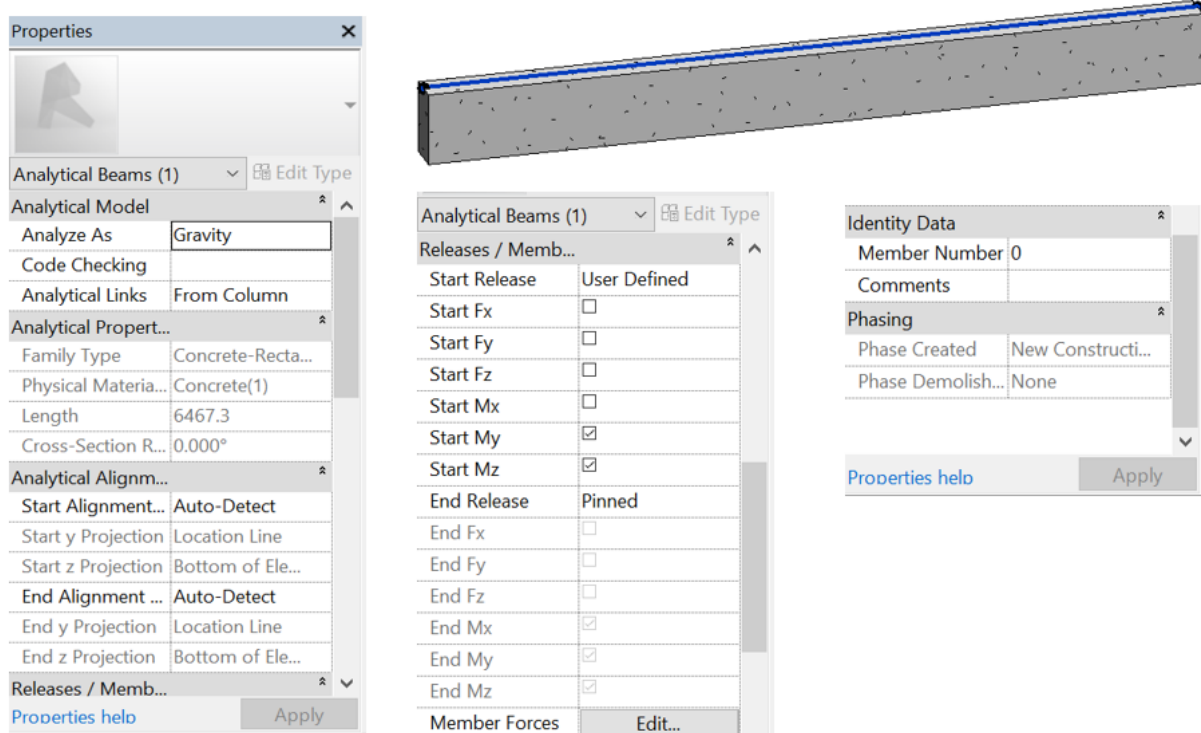 Properties
Analytical Beams (1)
Edit Type
Analytical Model
Analyze As Gravity
Code Checking
Analytical Links From Column
Analytical Propert...
Family Type Concrete-Recta...
Physical Materia... Concrete(1)
Length 6467.3
Cross-Section R... 0.000°
Analytical Alignm...
Start Alignment... Auto-Detect
Start y Projection Location Line
Start z Projection Bottom of Ele...
End Alignment ... Auto-Detect
End y Projection Location Line
End z Projection Bottom of Ele...
Releases / Memb...
Properties help Apply
Analytical Beams (1)
Edit Type
Releases / Memb...
Start Release User Defined
Start Fx
Start Fy
Start Fz
Start Mx
Start My
Start Mz
End Release Pinned
End Fx
End Fy
End Fz
End Mx
End My
End Mz
Member Forces Edit...
Identity Data
Member Number 0
Comments
Phasing
Phase Created New Constructi...
Phase Demolish... None
Properties help Apply